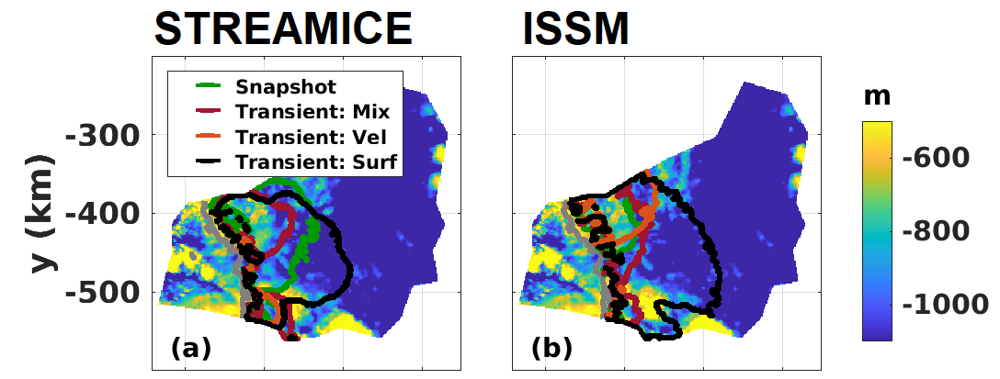 STREAMICE
ISSM
Snapshot
Transient: Mix
Transient: Vel
Transient: Surf
y (km)
-300
-400
-500
(a)
(b)
m
-600
-800
-1000